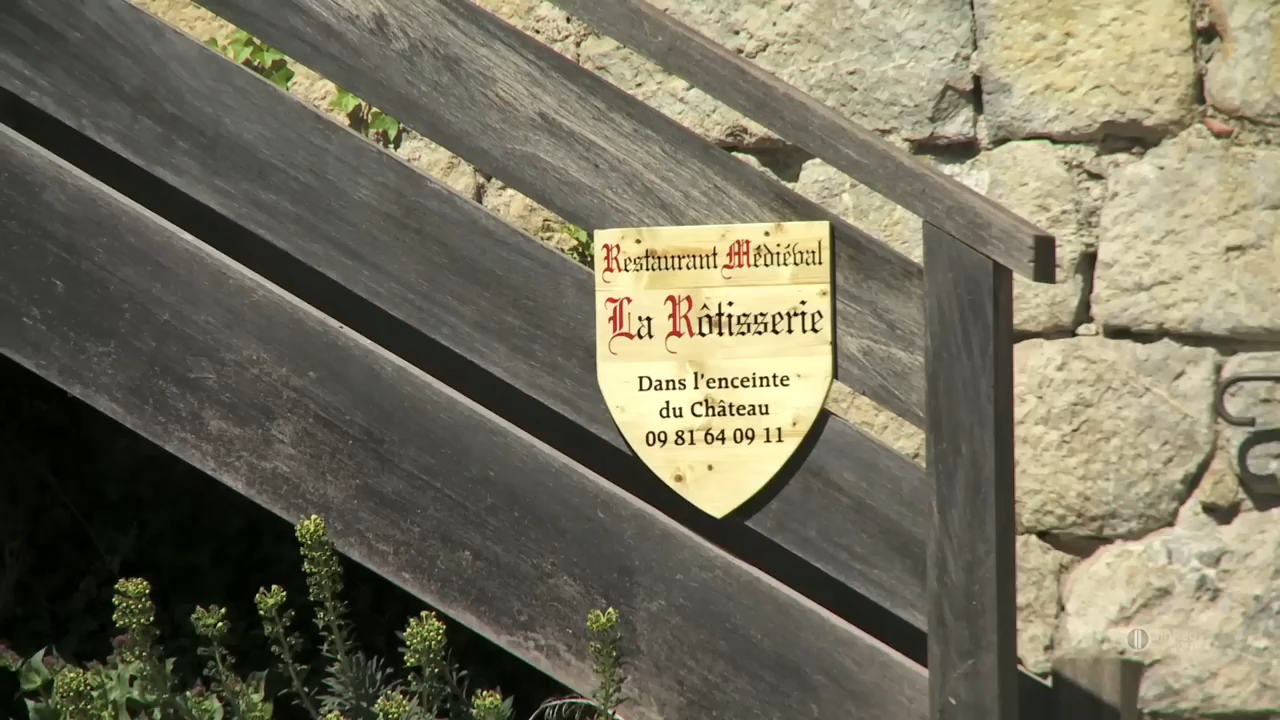 Restaurant Médiéval
La Rôtisserie
Dans l'enceinte
du Château
09 81 64 09 11